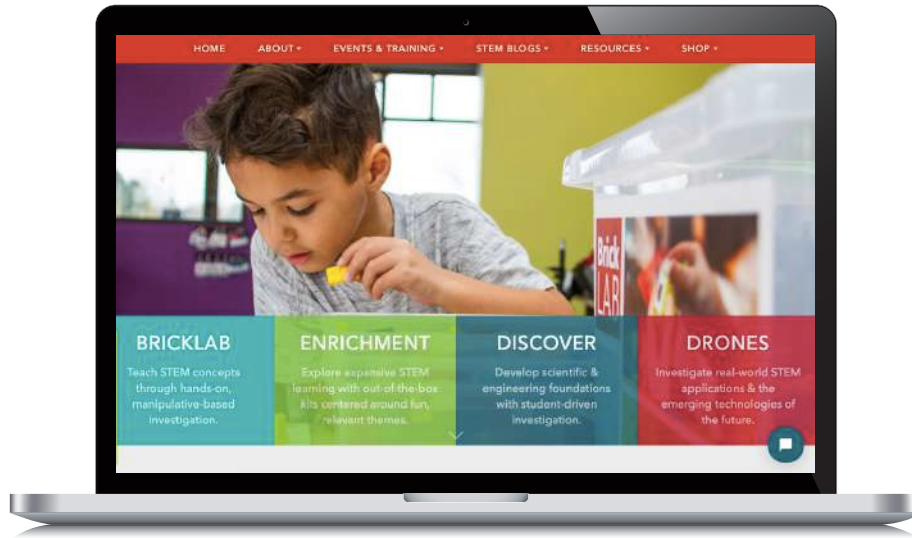 HOME ABOUT EVENTS & TRAINING STEM BLOGS RESOURCES SHOP
Brick
LAB
BRICKLAB
Teach STEM concepts
through hands-on,
manipulative-based
investigation.
ENRICHMENT
Explore expansive STEM
learning with out-of-the-box
kits centered around fun,
relevant themes.
DISCOVER
Develop scientific &
engineering foundations
with student-driven
investigation.
DRONES
Investigate real-world STEM
applications & the
emerging technologies of
the future.